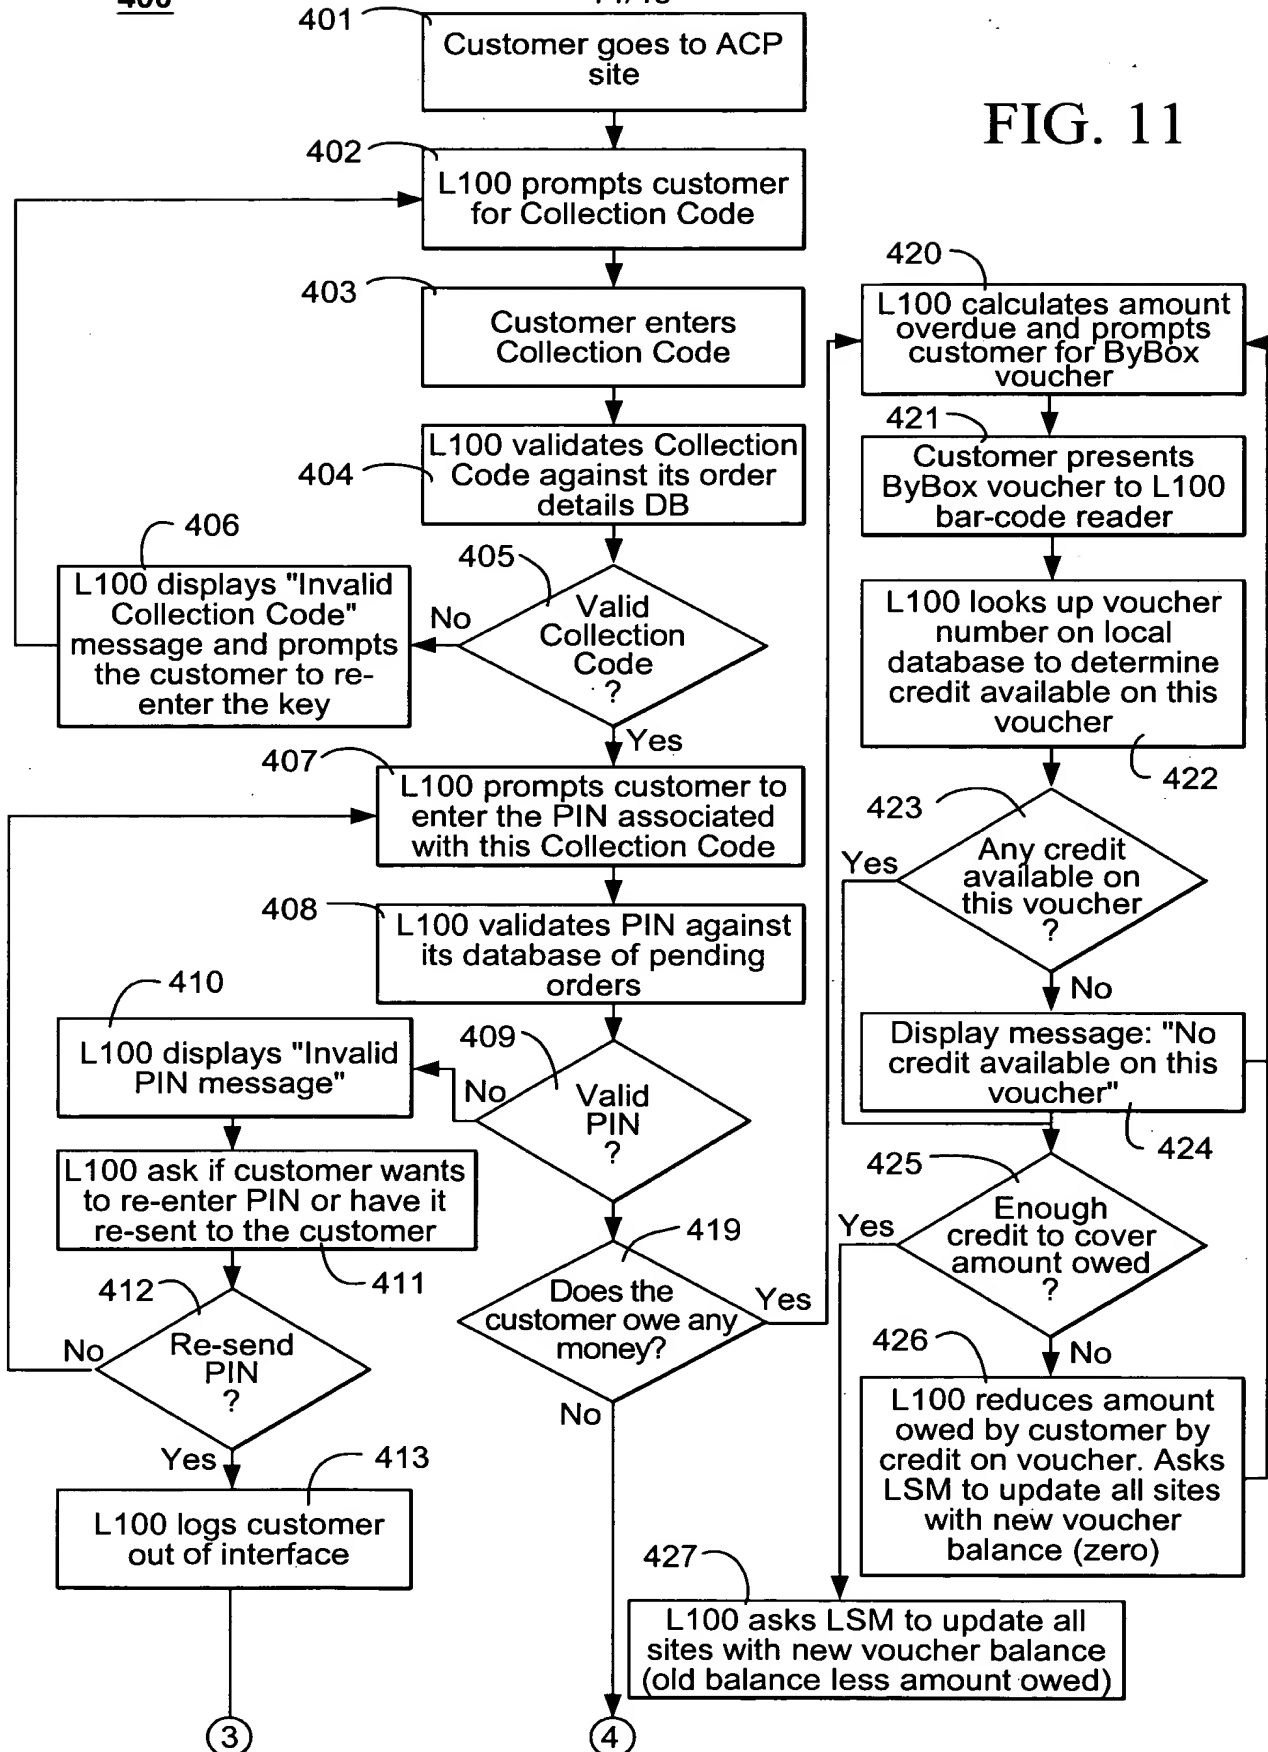 401
Customer goes to ACP
site
FIG. 11
402
L100 prompts customer
for Collection Code
403
Customer enters
Collection Code
404
L100 validates Collection
Code against its order
details DB
405
Valid
Collection
Code
?
No
Yes
406
L100 displays "Invalid
Collection Code"
message and prompts
the customer to re-
enter the key
407
L100 prompts customer to
enter the PIN associated
with this Collection Code
408
L100 validates PIN against
its database of pending
orders
409
Valid
PIN
?
No
410
L100 displays "Invalid
PIN message"
L100 ask if customer wants
to re-enter PIN or have it
re-sent to the customer
411
412
Re-send
PIN
?
No
Yes
413
L100 logs customer
out of interface
3
419
Does the
customer owe any
money?
Yes
No
4
420
L100 calculates amount
overdue and prompts
customer for ByBox
voucher
421
Customer presents
ByBox voucher to L100
bar-code reader
L100 looks up voucher
number on local
database to determine
credit available on this
voucher
422
423
Any credit
available on
this voucher
?
Yes
No
Display message: "No
credit available on this
voucher"
424
425
Enough
credit to cover
amount owed
?
Yes
No
426
L100 reduces amount
owed by customer by
credit on voucher. Asks
LSM to update all sites
with new voucher
balance (zero)
427
L100 asks LSM to update all
sites with new voucher balance
(old balance less amount owed)